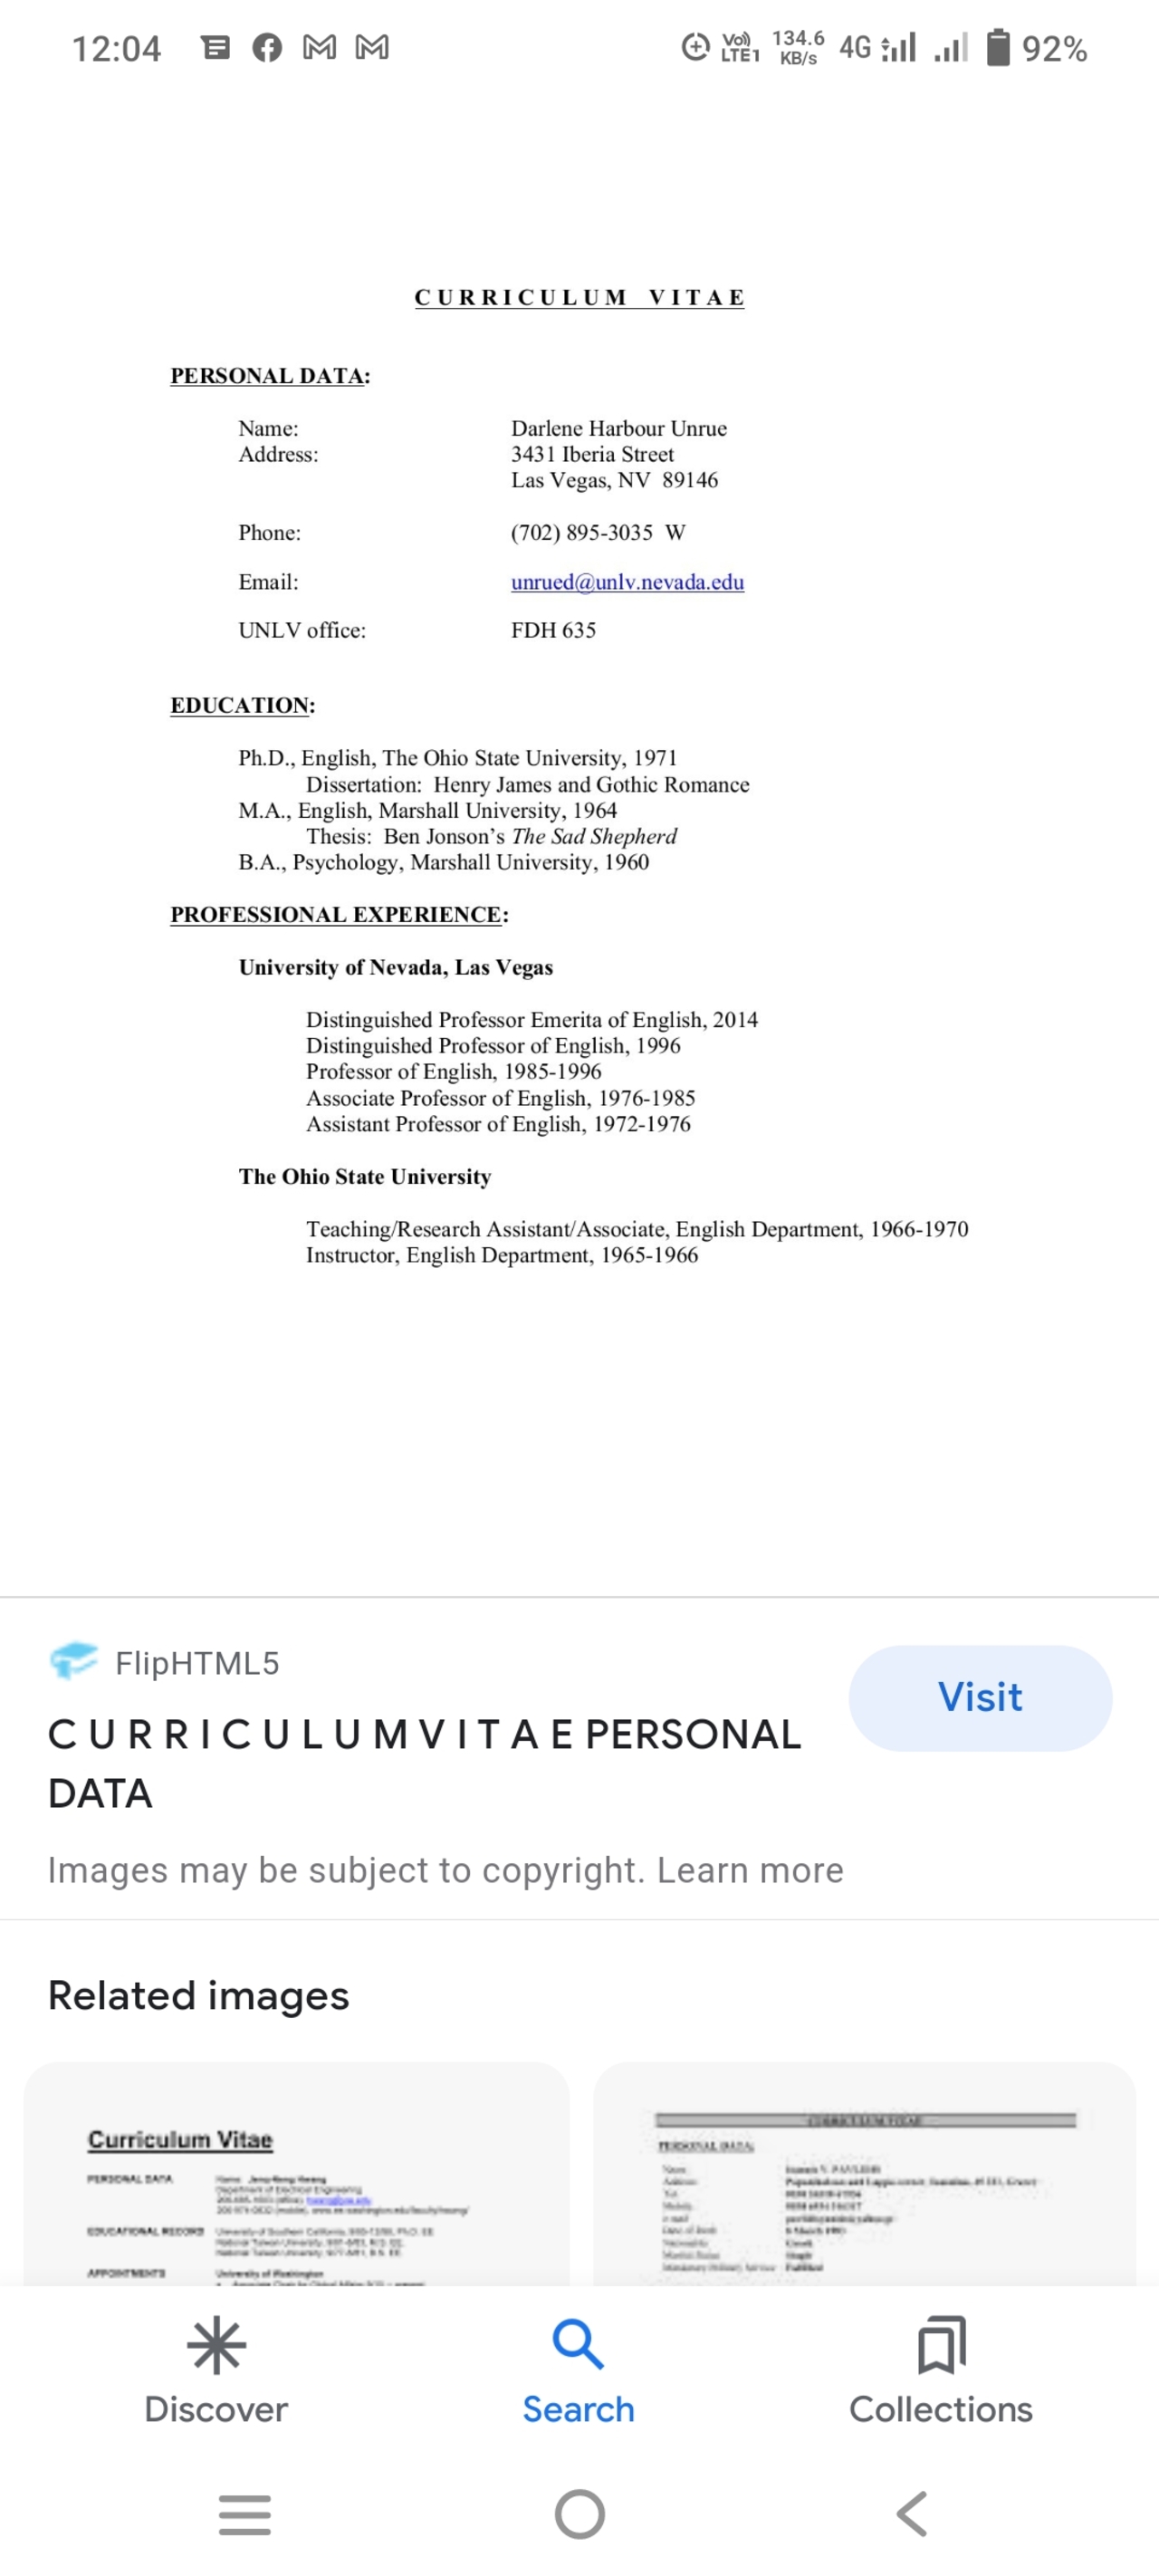 12:04 Vo)) LTE1 134.6 KB/s 4G 92%
CURRICULUM VITAE
PERSONAL DATA:
Name: Darlene Harbour Unrue
Address: 3431 Iberia Street
Las Vegas, NV 89146
Phone: (702) 895-3035 W
Email: unrued@unlv.nevada.edu
UNLV office: FDH 635
EDUCATION:
Ph.D., English, The Ohio State University, 1971
Dissertation: Henry James and Gothic Romance
M.A., English, Marshall University, 1964
Thesis: Ben Jonson’s The Sad Shepherd
B.A., Psychology, Marshall University, 1960
PROFESSIONAL EXPERIENCE:
University of Nevada, Las Vegas
Distinguished Professor Emerita of English, 2014
Distinguished Professor of English, 1996
Professor of English, 1985-1996
Associate Professor of English, 1976-1985
Assistant Professor of English, 1972-1976
The Ohio State University
Teaching/Research Assistant/Associate, English Department, 1966-1970
Instructor, English Department, 1965-1966
FlipHTML5
Visit
C U R R I C U L U M V I T A E PERSONAL
DATA
Images may be subject to copyright. Learn more
Related images
Curriculum Vitae
PERSONAL DATA
EDUCATIONAL RECORD
APPOINTMENTS University of Washington
CURRICULUM VITAE
PERSONAL DATA:
Discover Search Collections